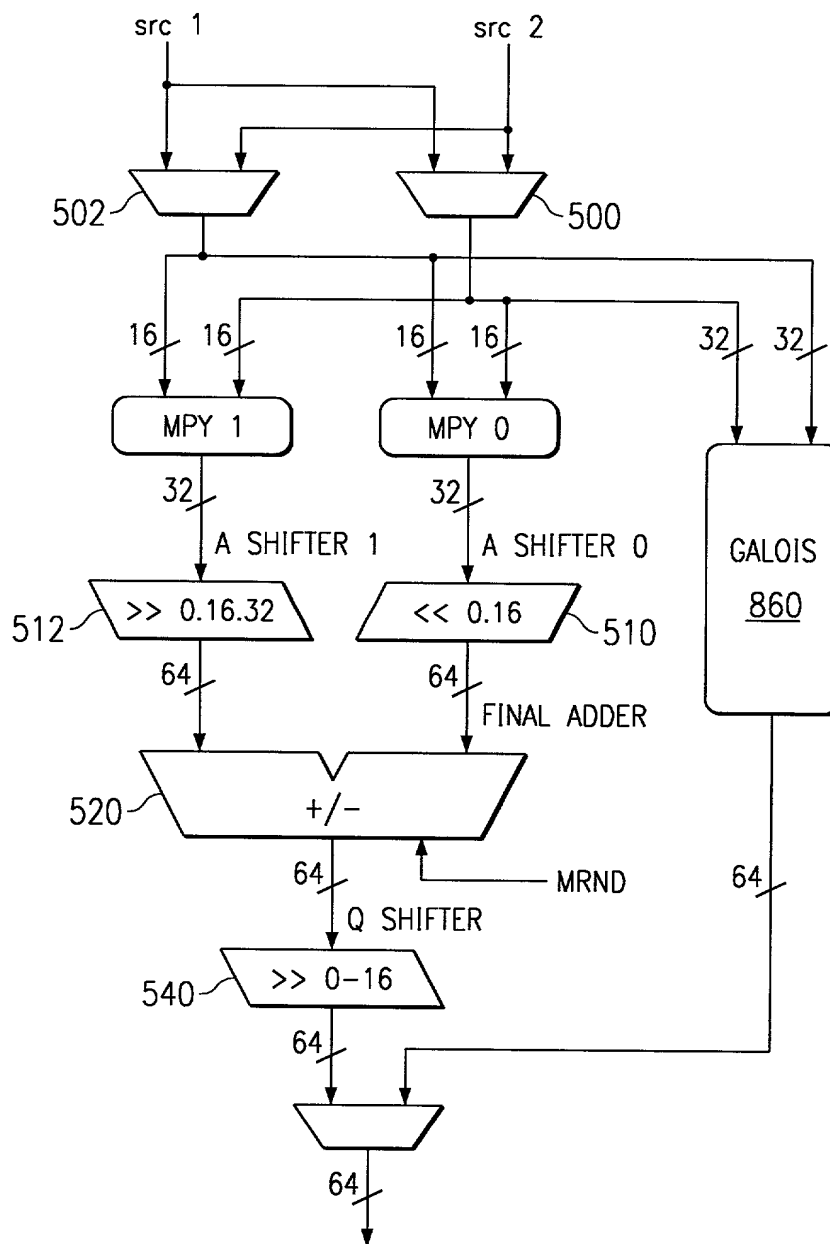 src 1
src 2
502
500
16
16
16
16
32
32
MPY 1
MPY 0
32
32
A SHIFTER 1
A SHIFTER 0
GALOIS
860
>> 0.16.32
<< 0.16
512
510
64
64
FINAL ADDER
520
+/-
64
MRND
64
Q SHIFTER
>> 0-16
540
64
64